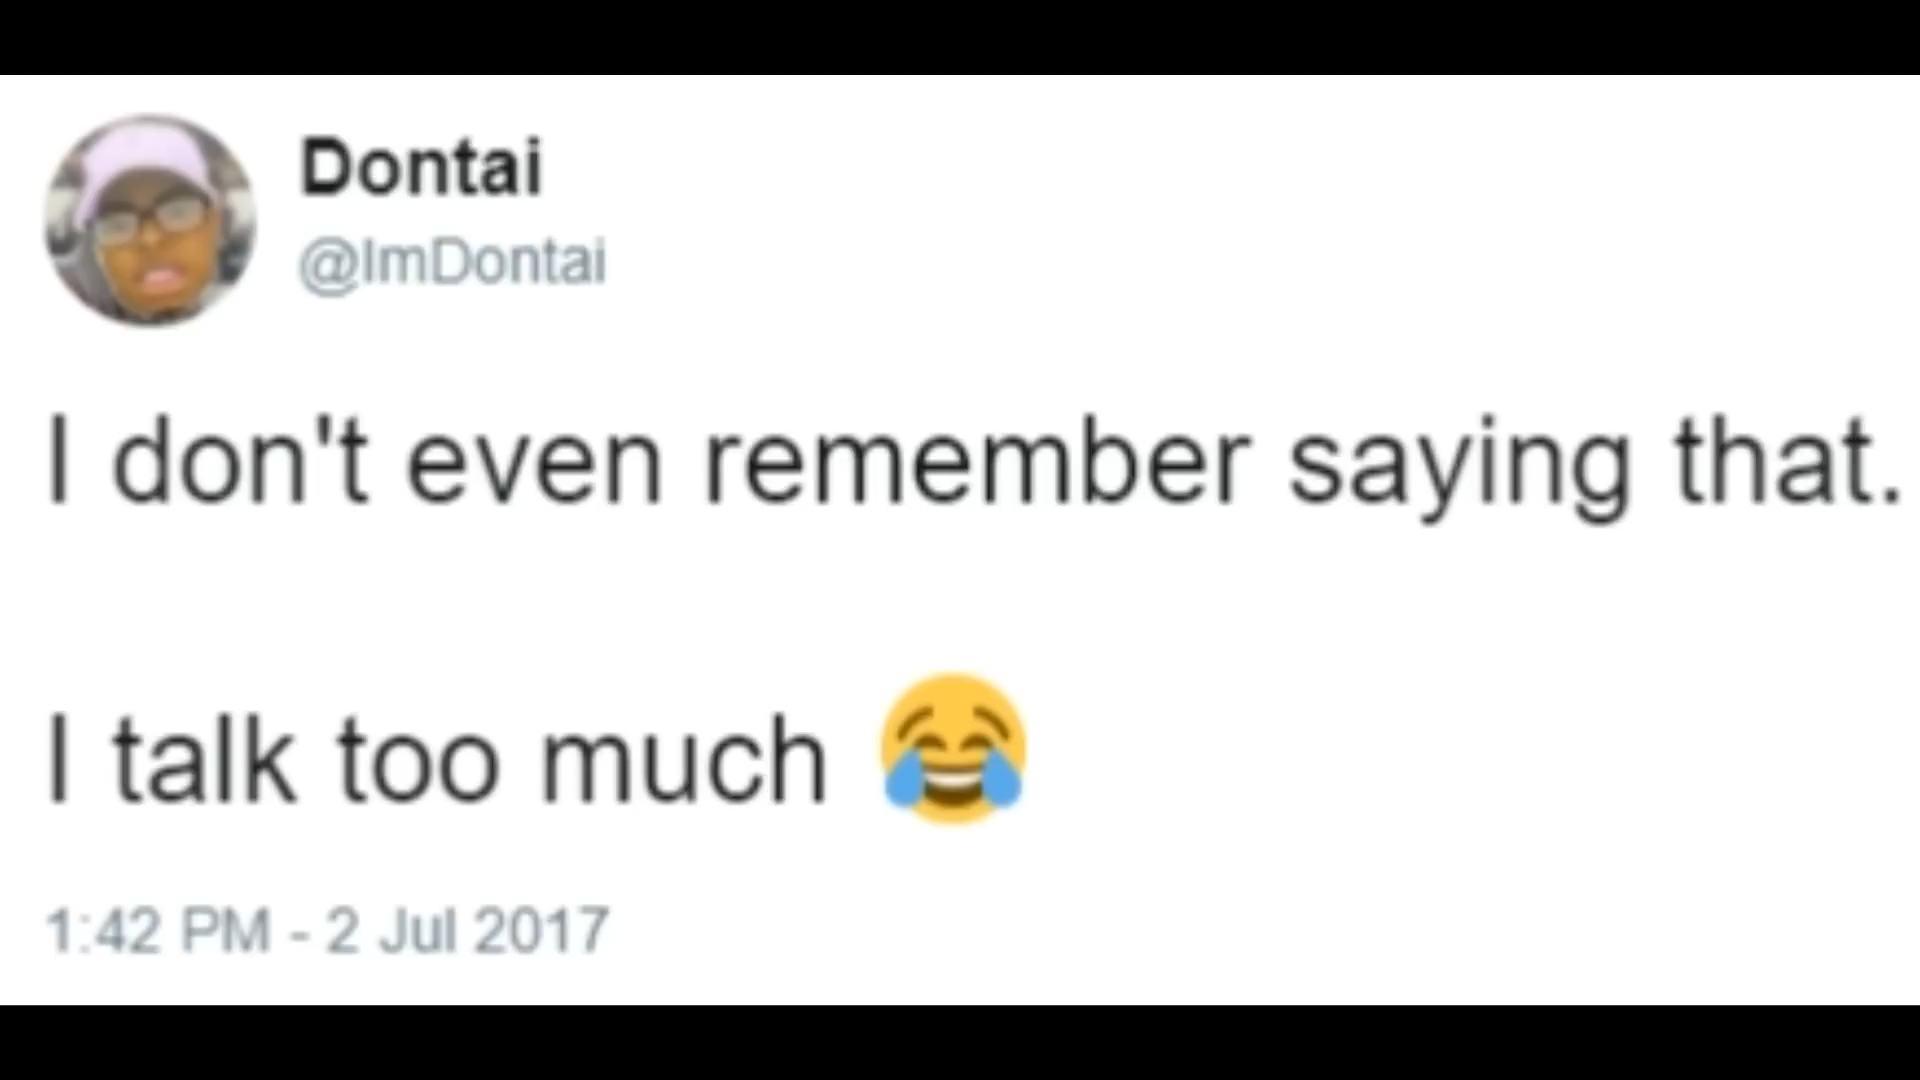 Dontai
@ImDontai
I don't even remember saying that.
I talk too much 😂
1:42 PM - 2 Jul 2017